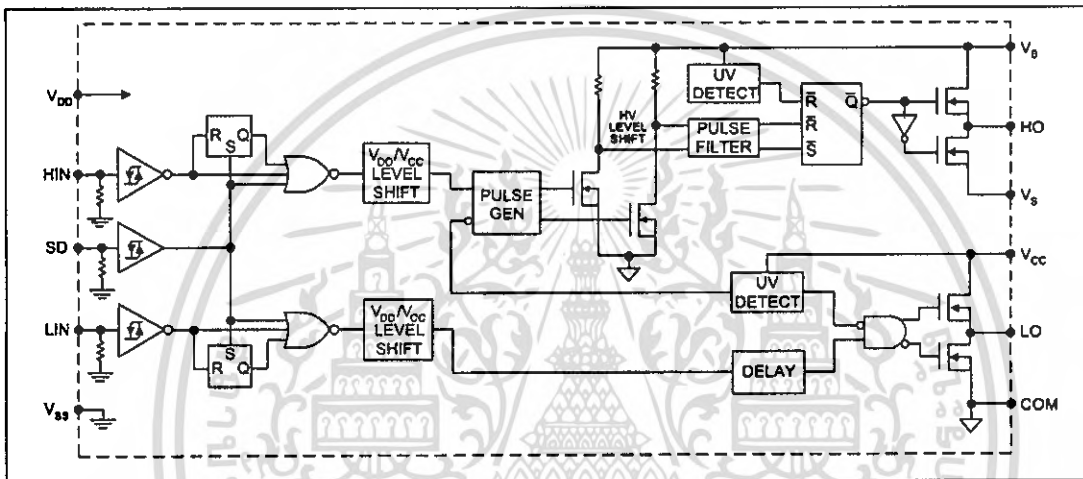 V_B
UV
DETECT
V_DD
R Q
S
HV
LEVEL
SHIFT
R̅ Q̅
R̅
S̅
PULSE
FILTER
HO
HIN
V_DD/V_CC
LEVEL
SHIFT
PULSE
GEN
V_S
SD
V_CC
UV
DETECT
LIN
V_DD/V_CC
LEVEL
SHIFT
S
R Q
LO
DELAY
V_SS
COM